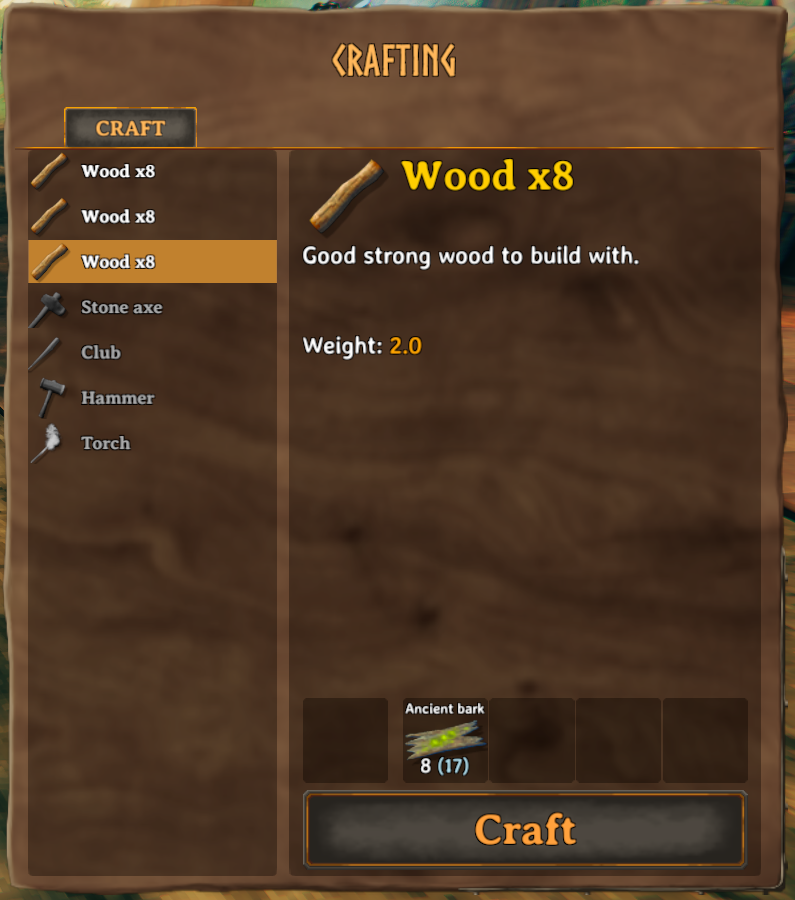 CRAFTING
CRAFT
Wood x8
Wood x8
Wood x8
Stone axe
Club
Hammer
Torch
Wood x8
Good strong wood to build with.
Weight: 2.0
Ancient bark
8 (17)
Craft